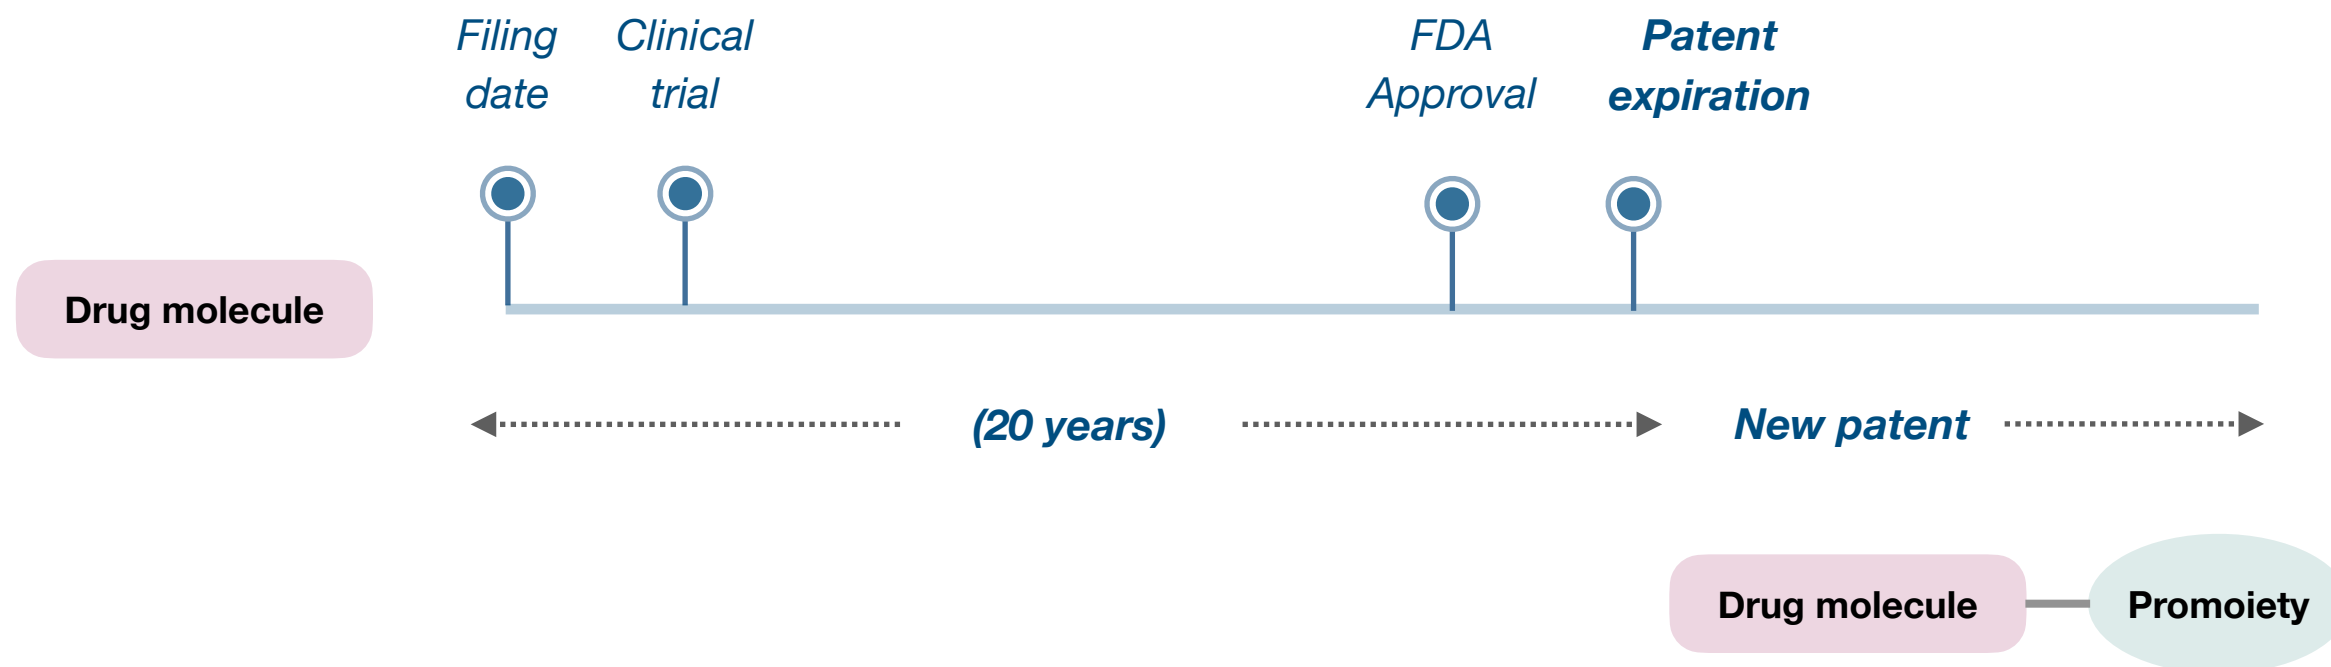 Filing
date
Clinical
trial
FDA
Approval
Patent
expiration
Drug molecule
(20 years)
New patent
Drug molecule
Promoiety